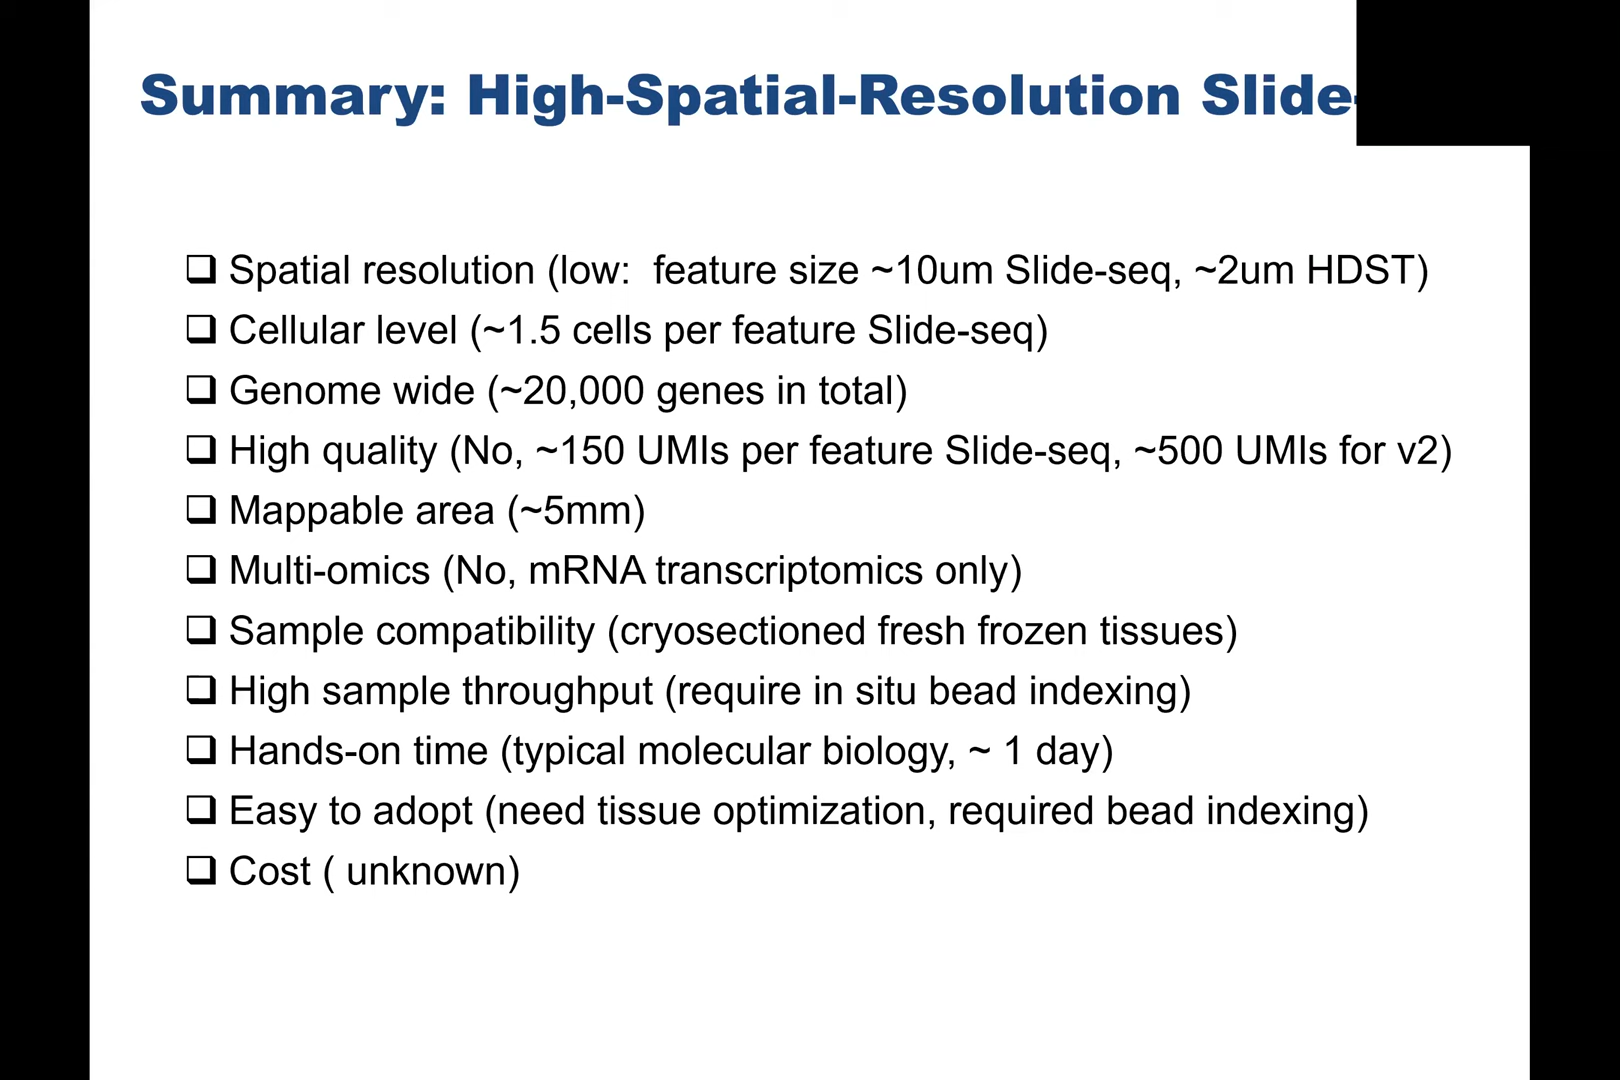 Summary: High-Spatial-Resolution Slide-
Spatial resolution (low:  feature size ~10um Slide-seq, ~2um HDST)
Cellular level (~1.5 cells per feature Slide-seq)
Genome wide (~20,000 genes in total)
High quality (No, ~150 UMIs per feature Slide-seq, ~500 UMIs for v2)
Mappable area (~5mm)
Multi-omics (No, mRNA transcriptomics only)
Sample compatibility (cryosectioned fresh frozen tissues)
High sample throughput (require in situ bead indexing)
Hands-on time (typical molecular biology, ~ 1 day)
Easy to adopt (need tissue optimization, required bead indexing)
Cost ( unknown)